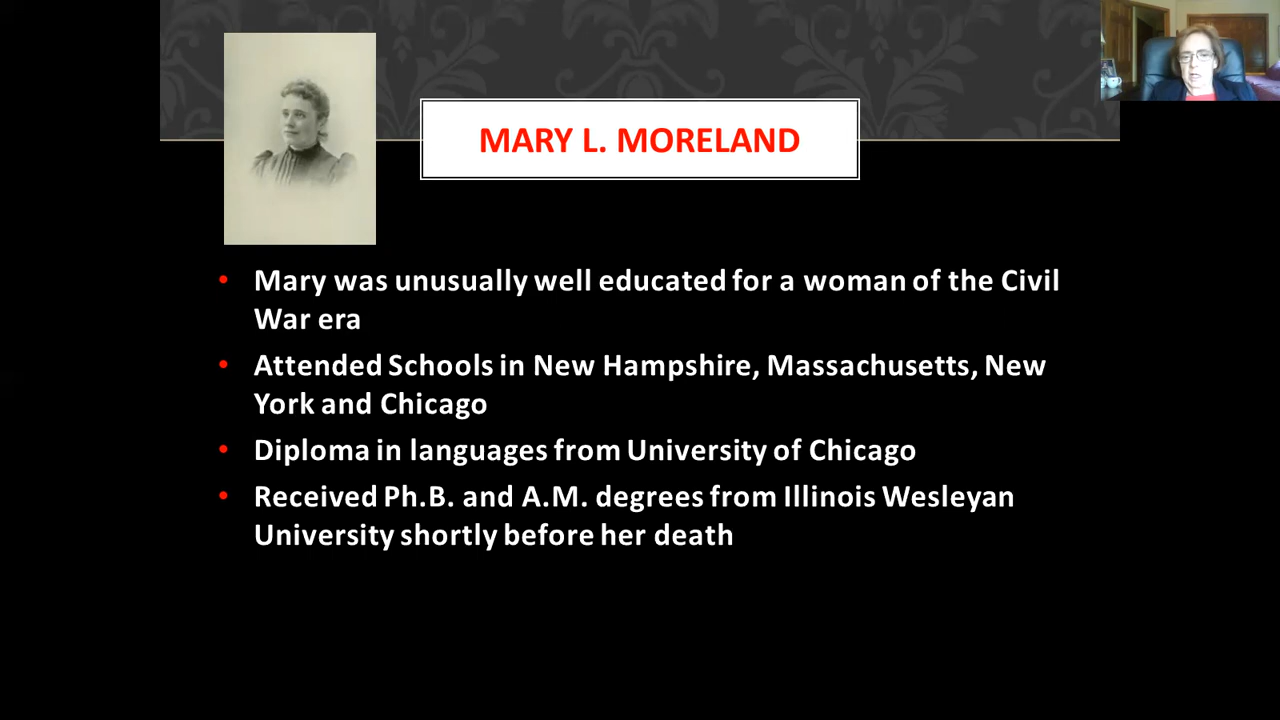 MARY L. MORELAND
• Mary was unusually well educated for a woman of the Civil
War era
• Attended Schools in New Hampshire, Massachusetts, New
York and Chicago
• Diploma in languages from University of Chicago
• Received Ph.B. and A.M. degrees from Illinois Wesleyan
University shortly before her death